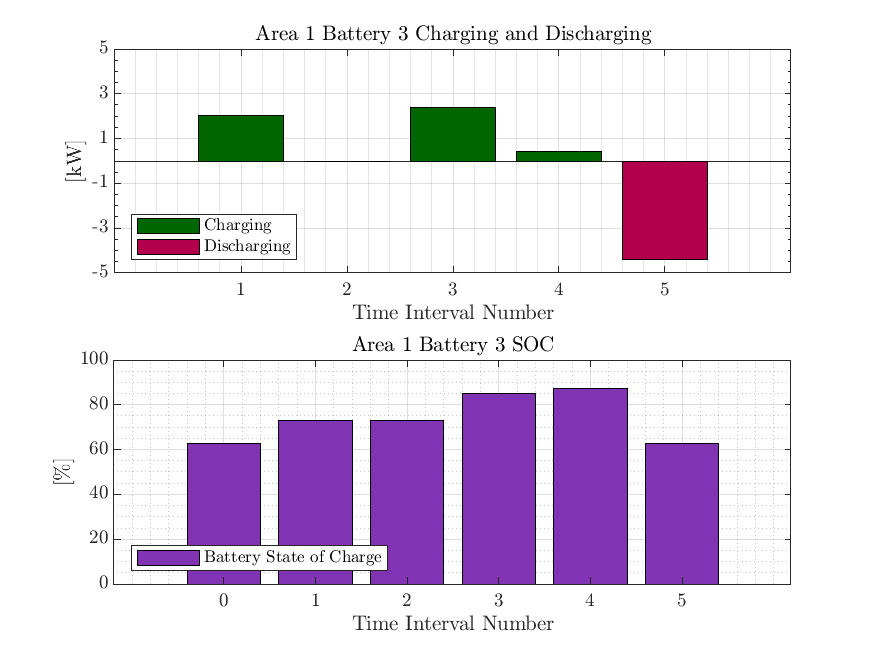 Area 1 Battery 3 Charging and Discharging
5
3
1
-1
-3
-5
[kW]
Charging
Discharging
1 2 3 4 5
Time Interval Number
Area 1 Battery 3 SOC
100
80
60
40
20
0
[%]
Battery State of Charge
0 1 2 3 4 5
Time Interval Number